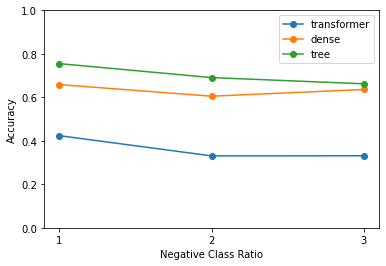 1.0
0.8
0.6
0.4
0.2
0.0
Accuracy
transformer
dense
tree
1 2 3
Negative Class Ratio